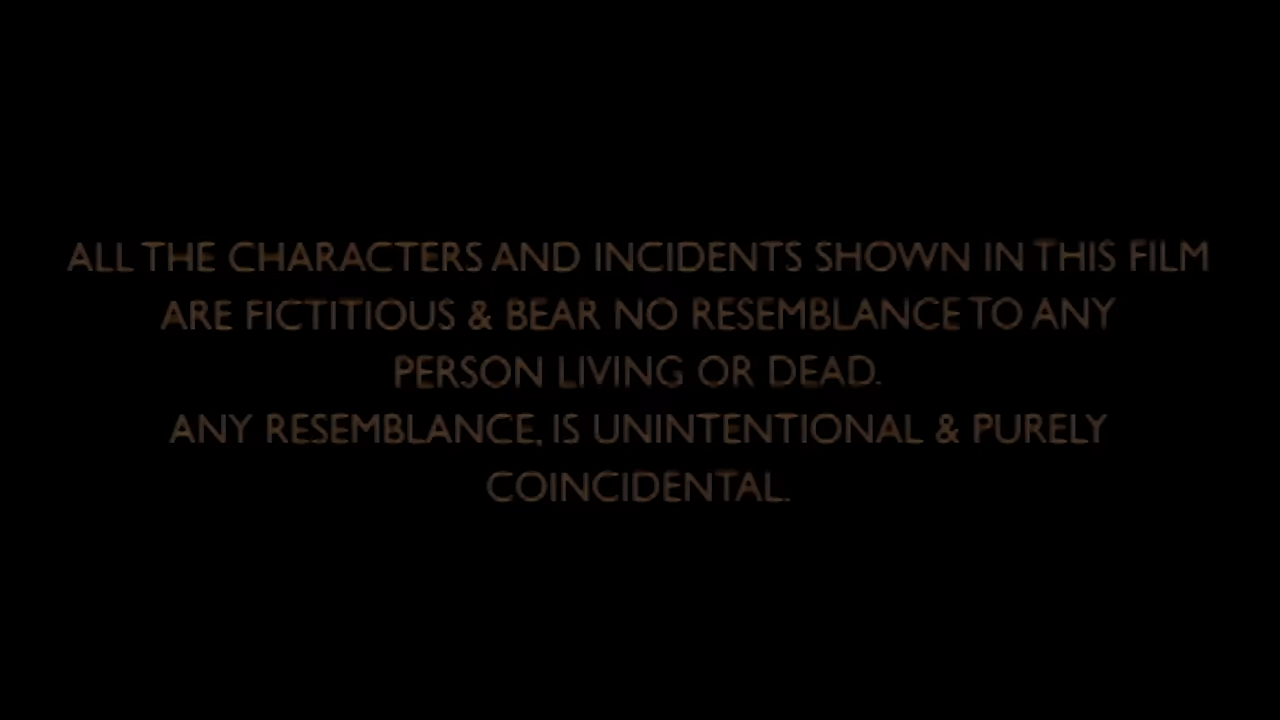 ALL THE CHARACTERS AND INCIDENTS SHOWN IN THIS FILM
ARE FICTITIOUS & BEAR NO RESEMBLANCE TO ANY
PERSON LIVING OR DEAD.
ANY RESEMBLANCE, IS UNINTENTIONAL & PURELY
COINCIDENTAL.